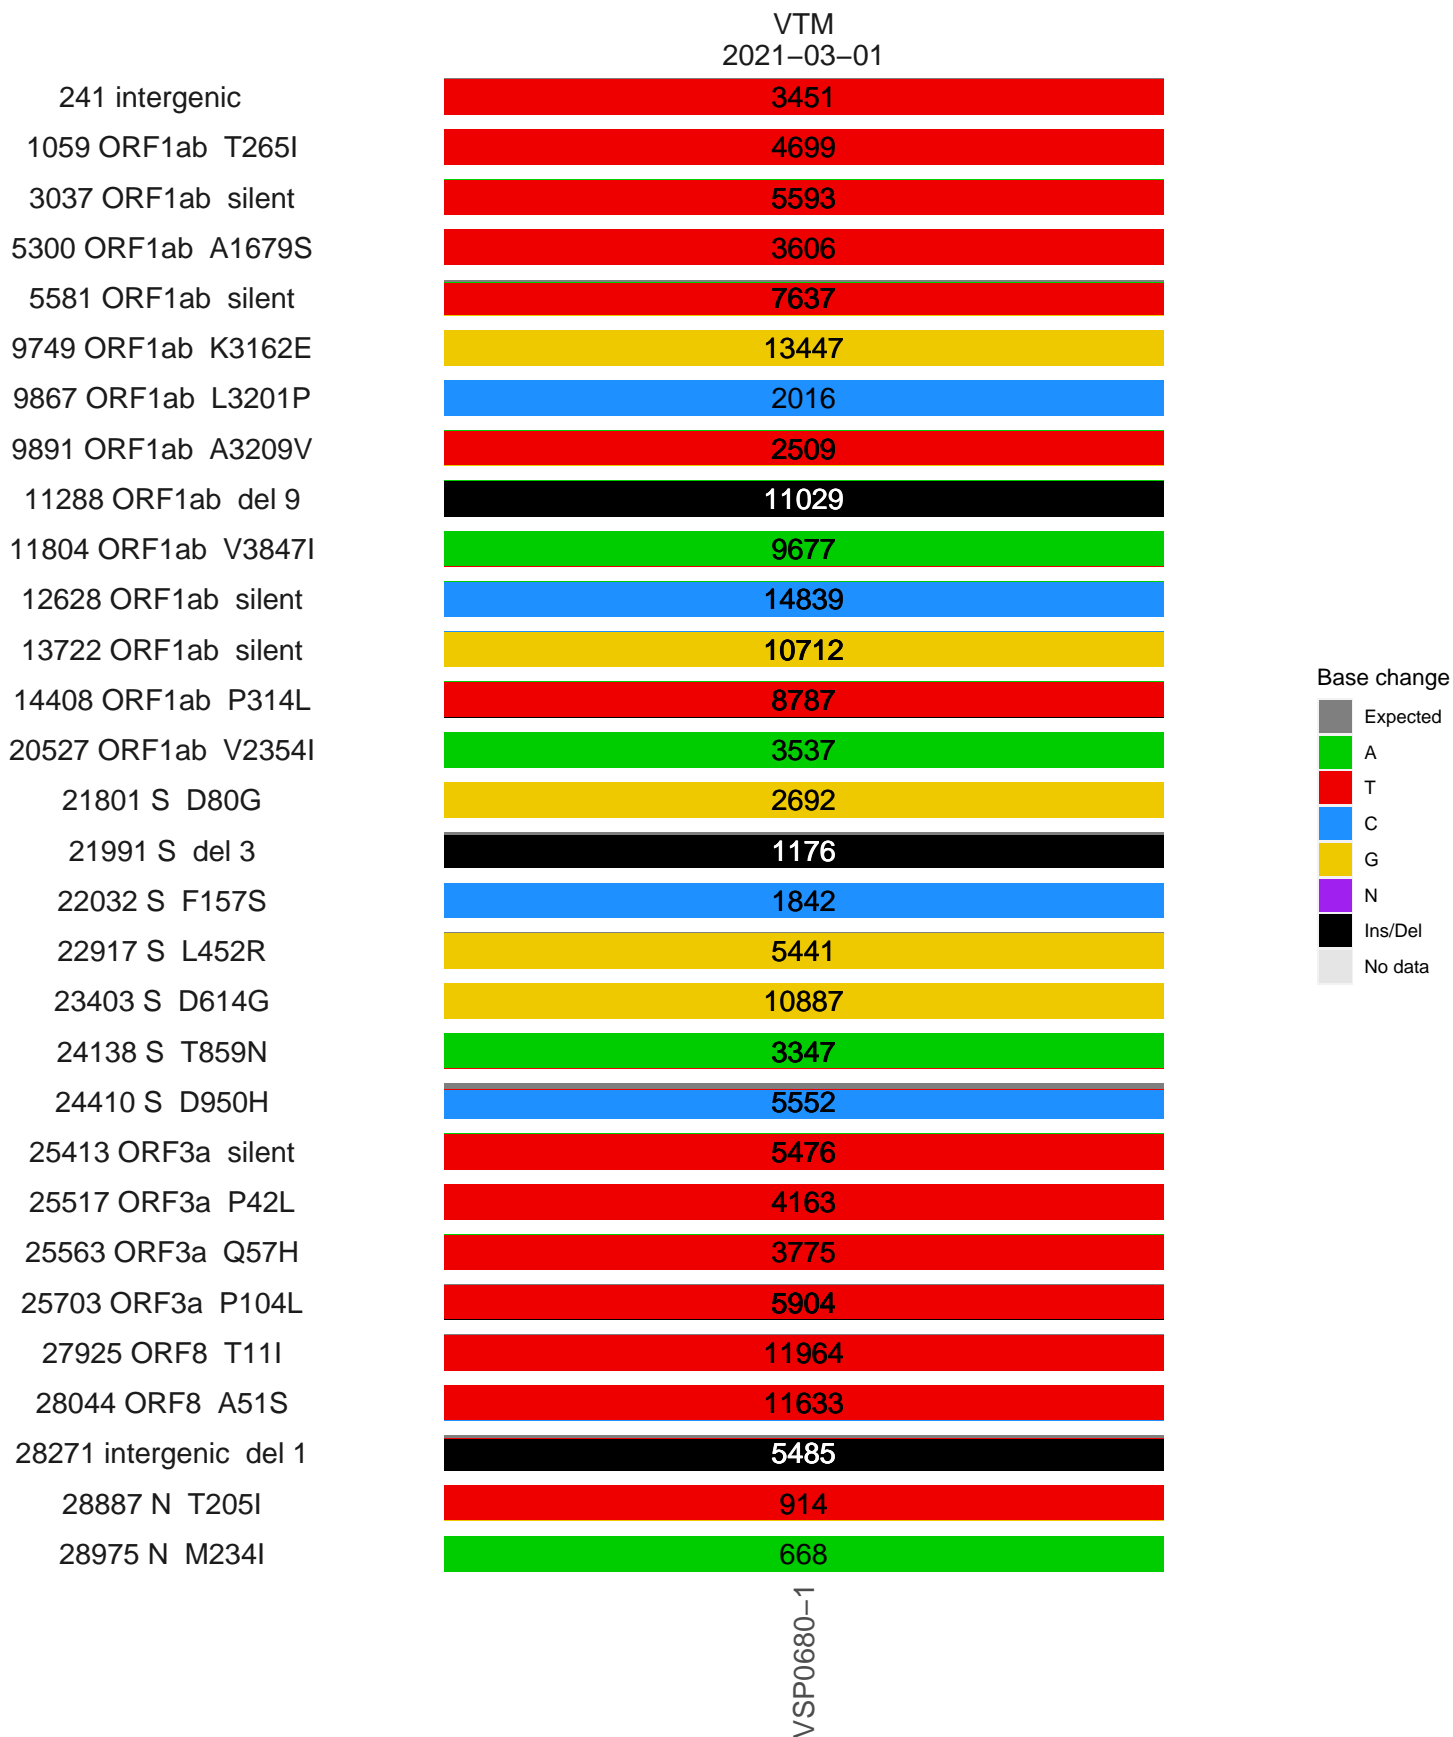 VTM
2021−03−01
241 intergenic 3451
1059 ORF1ab T265I 4699
3037 ORF1ab silent 5593
5300 ORF1ab A1679S 3606
5581 ORF1ab silent 7637
9749 ORF1ab K3162E 13447
9867 ORF1ab L3201P 2016
9891 ORF1ab A3209V 2509
11288 ORF1ab del 9 11029
11804 ORF1ab V3847I 9677
12628 ORF1ab silent 14839
13722 ORF1ab silent 10712
14408 ORF1ab P314L 8787
20527 ORF1ab V2354I 3537
21801 S D80G 2692
21991 S del 3 1176
22032 S F157S 1842
22917 S L452R 5441
23403 S D614G 10887
24138 S T859N 3347
24410 S D950H 5552
25413 ORF3a silent 5476
25517 ORF3a P42L 4163
25563 ORF3a Q57H 3775
25703 ORF3a P104L 5904
27925 ORF8 T11I 11964
28044 ORF8 A51S 11633
28271 intergenic del 1 5485
28887 N T205I 914
28975 N M234I 668
VSP0680−1
Base change
Expected
A
T
C
G
N
Ins/Del
No data